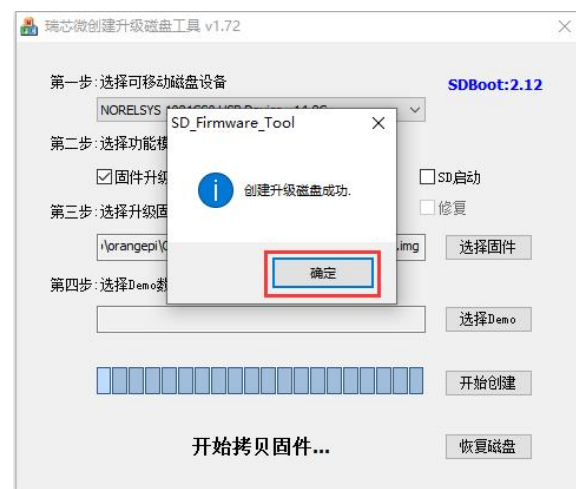 瑞芯微创建升级磁盘工具 v1.72
第一步:选择可移动磁盘设备
SDBoot:2.12
NORELSYS
SD_Firmware_Tool
第二步:选择功能模
创建升级磁盘成功.
固件升级
SD启动
第三步:选择升级固
修复
\orangepi\
.img
选择固件
确定
第四步:选择Demo数
选择Demo
开始创建
开始拷贝固件...
恢复磁盘